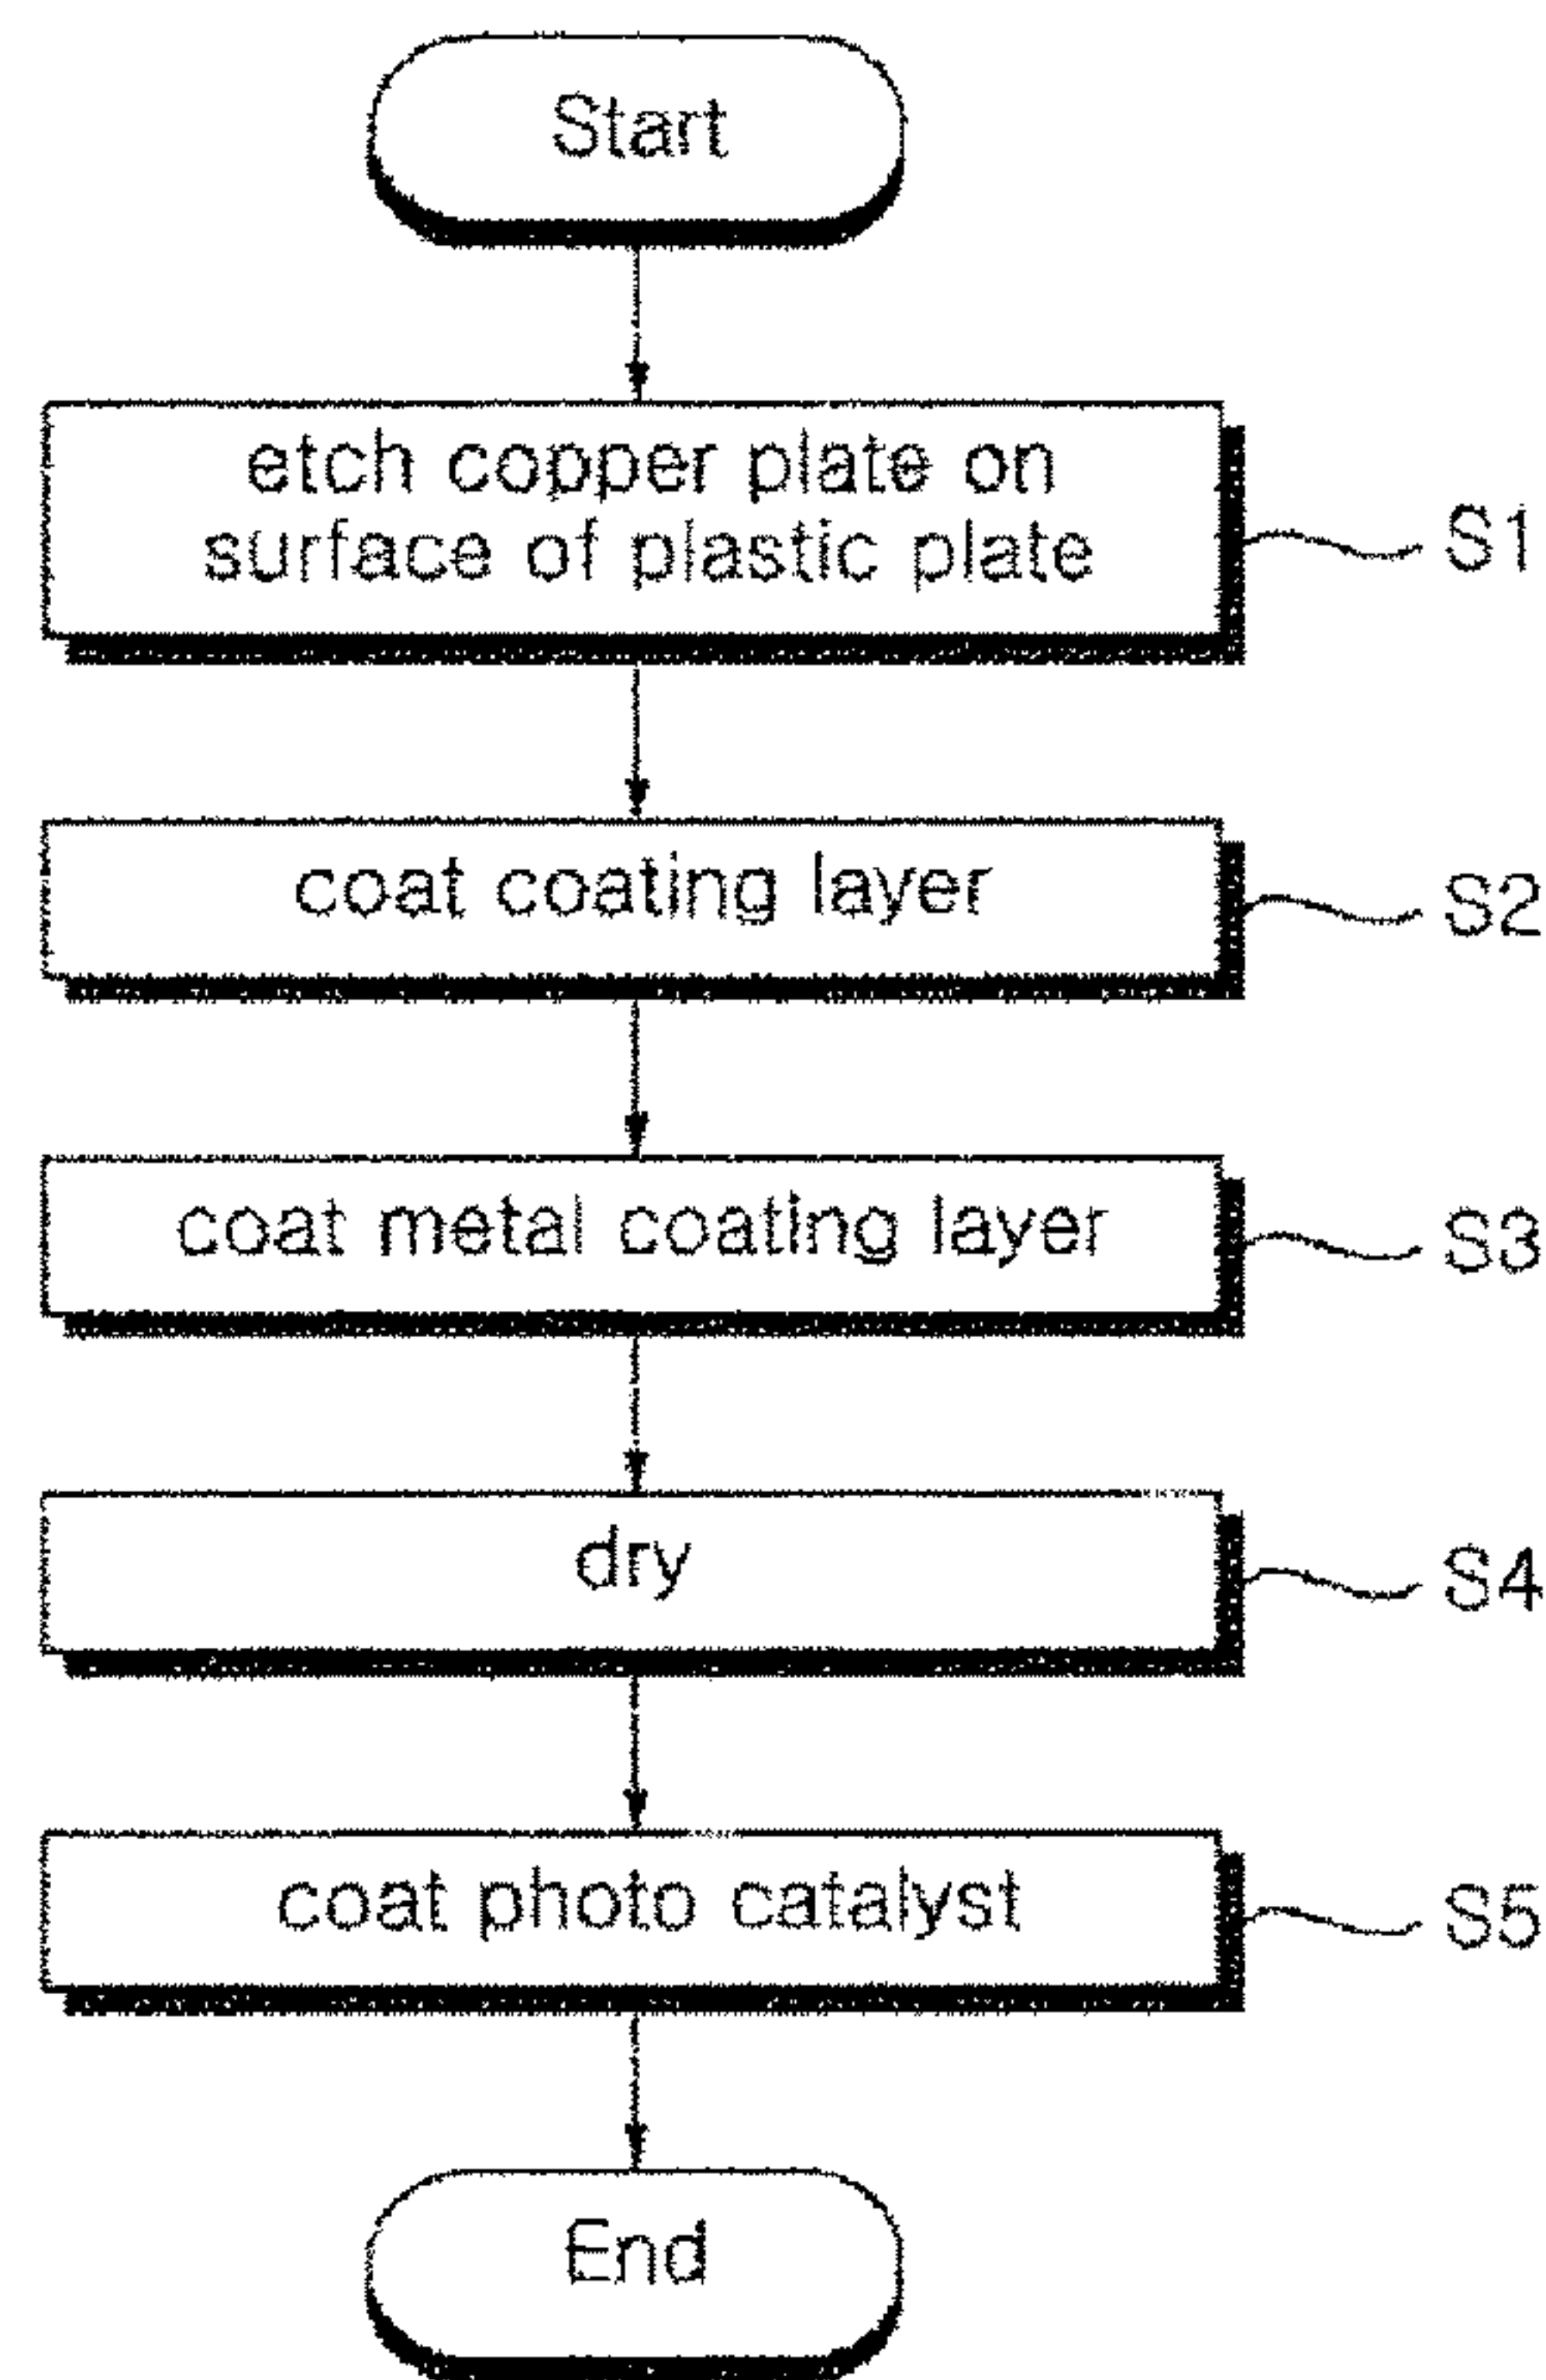 Start
etch copper plate on
surface of plastic plate
S1
coat coating layer
S2
coat metal coating layer
S3
dry
S4
coat photo catalyst
S5
End